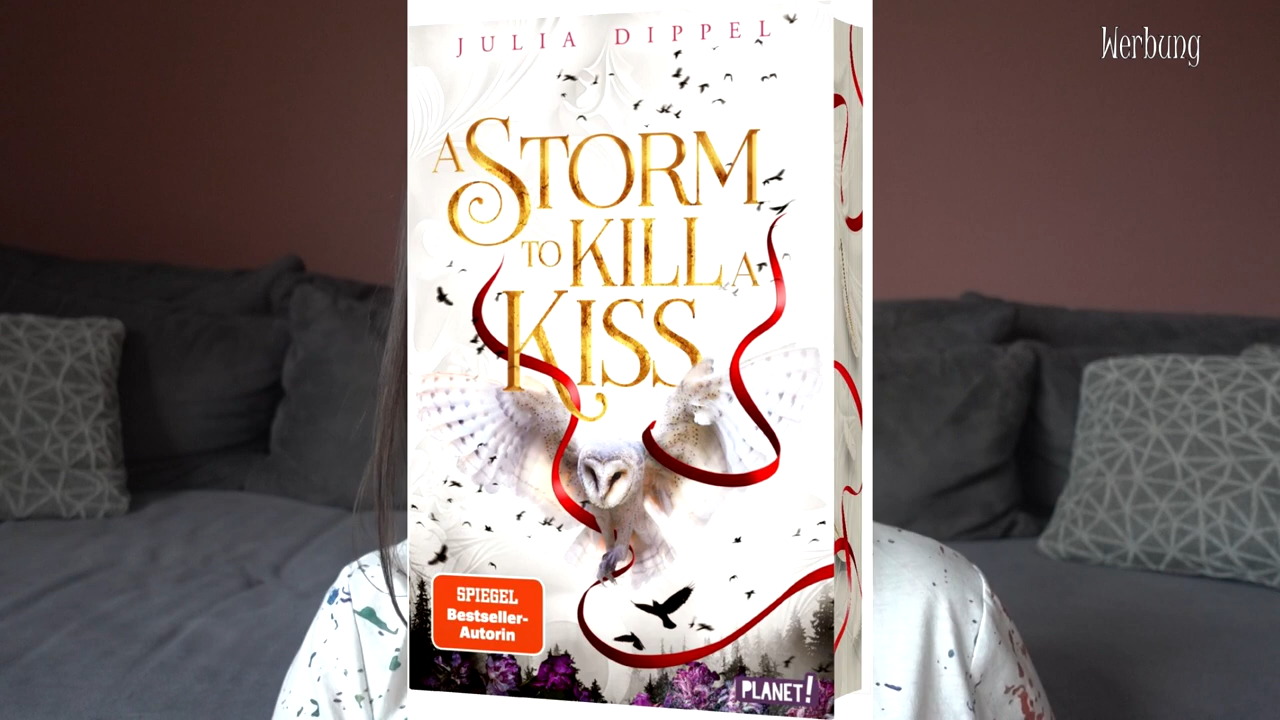 Werbung
JULIA DIPPEL
A STORM
TO KILL A
KISS
SPIEGEL
Bestseller-
Autorin
PLANET!